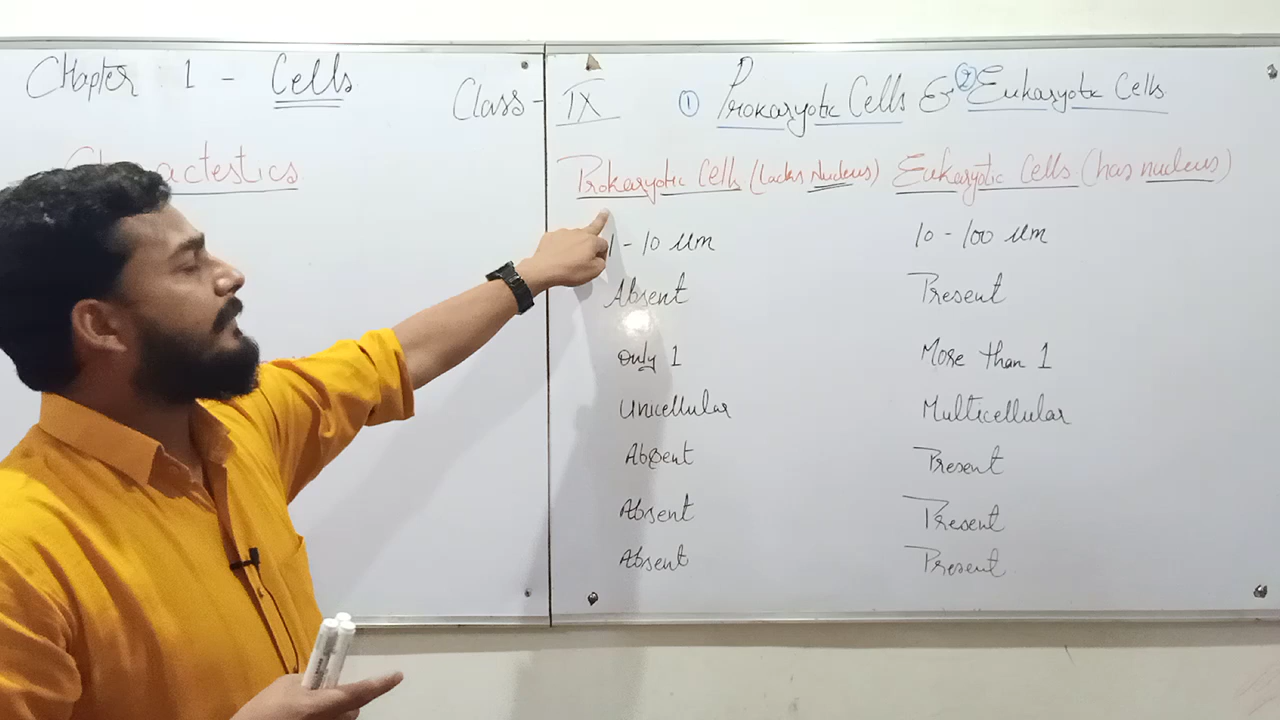 Chapter 1 - Cells
Class - IX
① Prokaryotic Cells & ② Eukaryotic Cells
Prokaryotic Cells (lacks Nucleus) Eukaryotic Cells (has nucleus)
1 - 10 um 10 - 100 um
Absent Present
Only 1 More than 1
Unicellular Multicellular
Absent Present
Absent Present
Absent Present